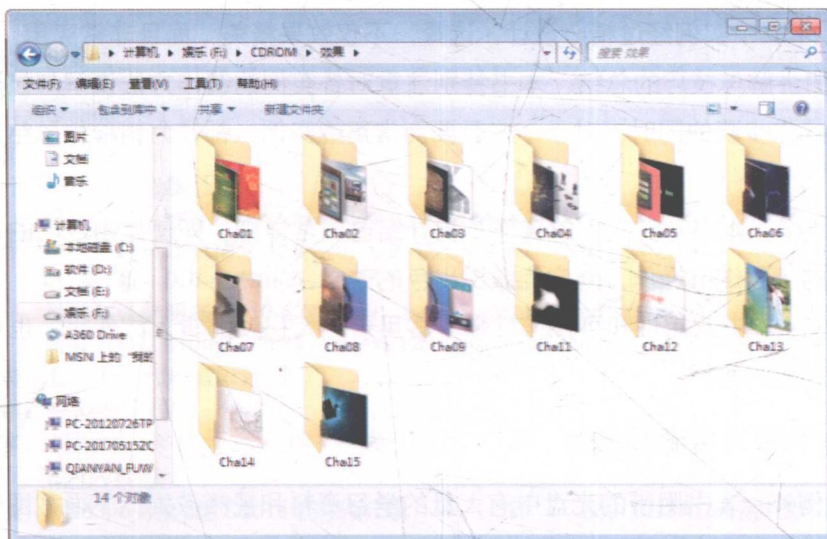 计算机 ▸ 娱乐 (F:) ▸ CDROM ▸ 效果 ▸
搜索 效果
文件(F) 编辑(E) 查看(V) 工具(T) 帮助(H)
组织 包含到库中 共享 新建文件夹
图片
文档
音乐
计算机
本地磁盘 (C:)
软件 (D:)
文档 (E:)
娱乐 (F:)
A360 Drive
MSN 上的 "我的
网络
PC-20120726TP
PC-20170515ZC
QIANYAN_FUW
Cha01 Cha02 Cha03 Cha04 Cha05 Cha06
Cha07 Cha08 Cha09 Cha11 Cha12 Cha13
Cha14 Cha15
14 个对象